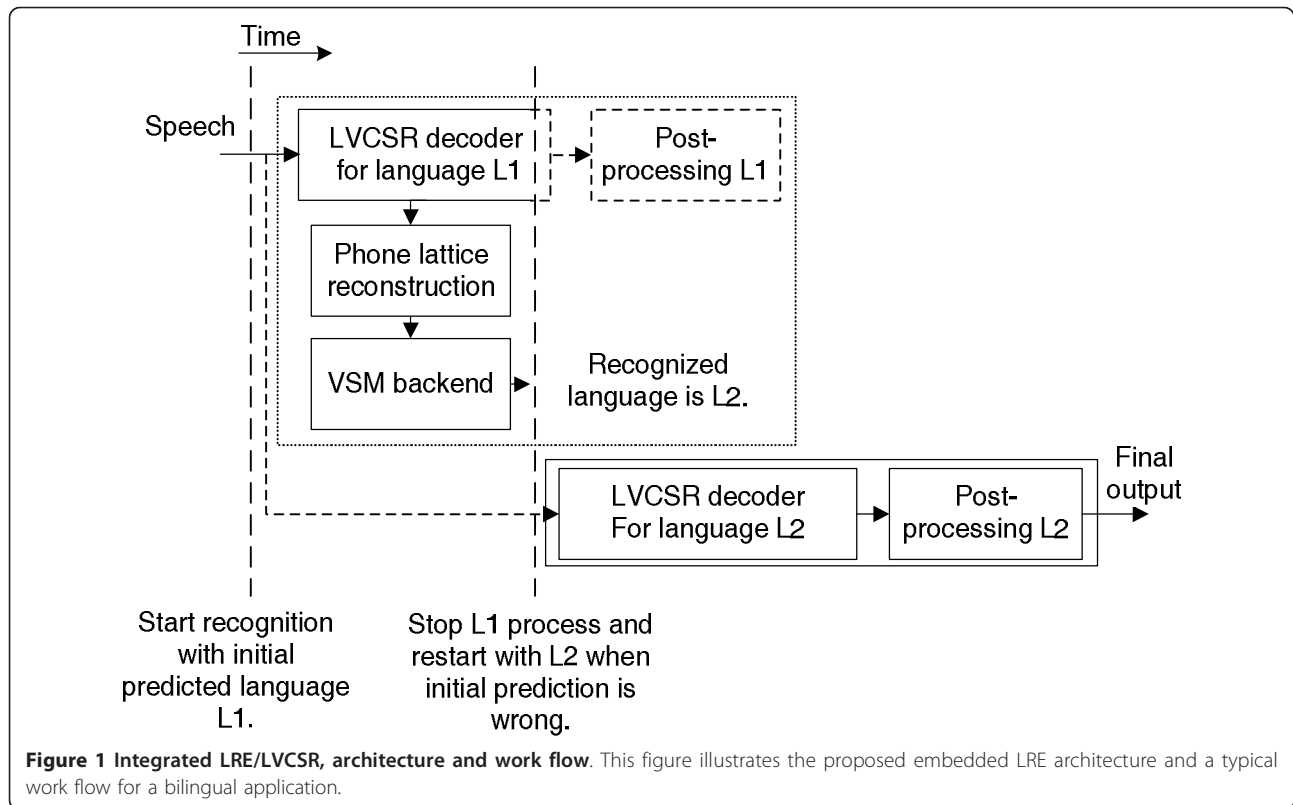 Time
Speech
LVCSR decoder
for language L1
Post-
processing L1
Phone lattice
reconstruction
VSM backend
Recognized
language is L2.
LVCSR decoder
For language L2
Post-
processing L2
Final
output
Start recognition
with initial
predicted language
L1.
Stop L1 process and
restart with L2 when
initial prediction is
wrong.
Figure 1 Integrated LRE/LVCSR, architecture and work flow. This figure illustrates the proposed embedded LRE architecture and a typical
work flow for a bilingual application.